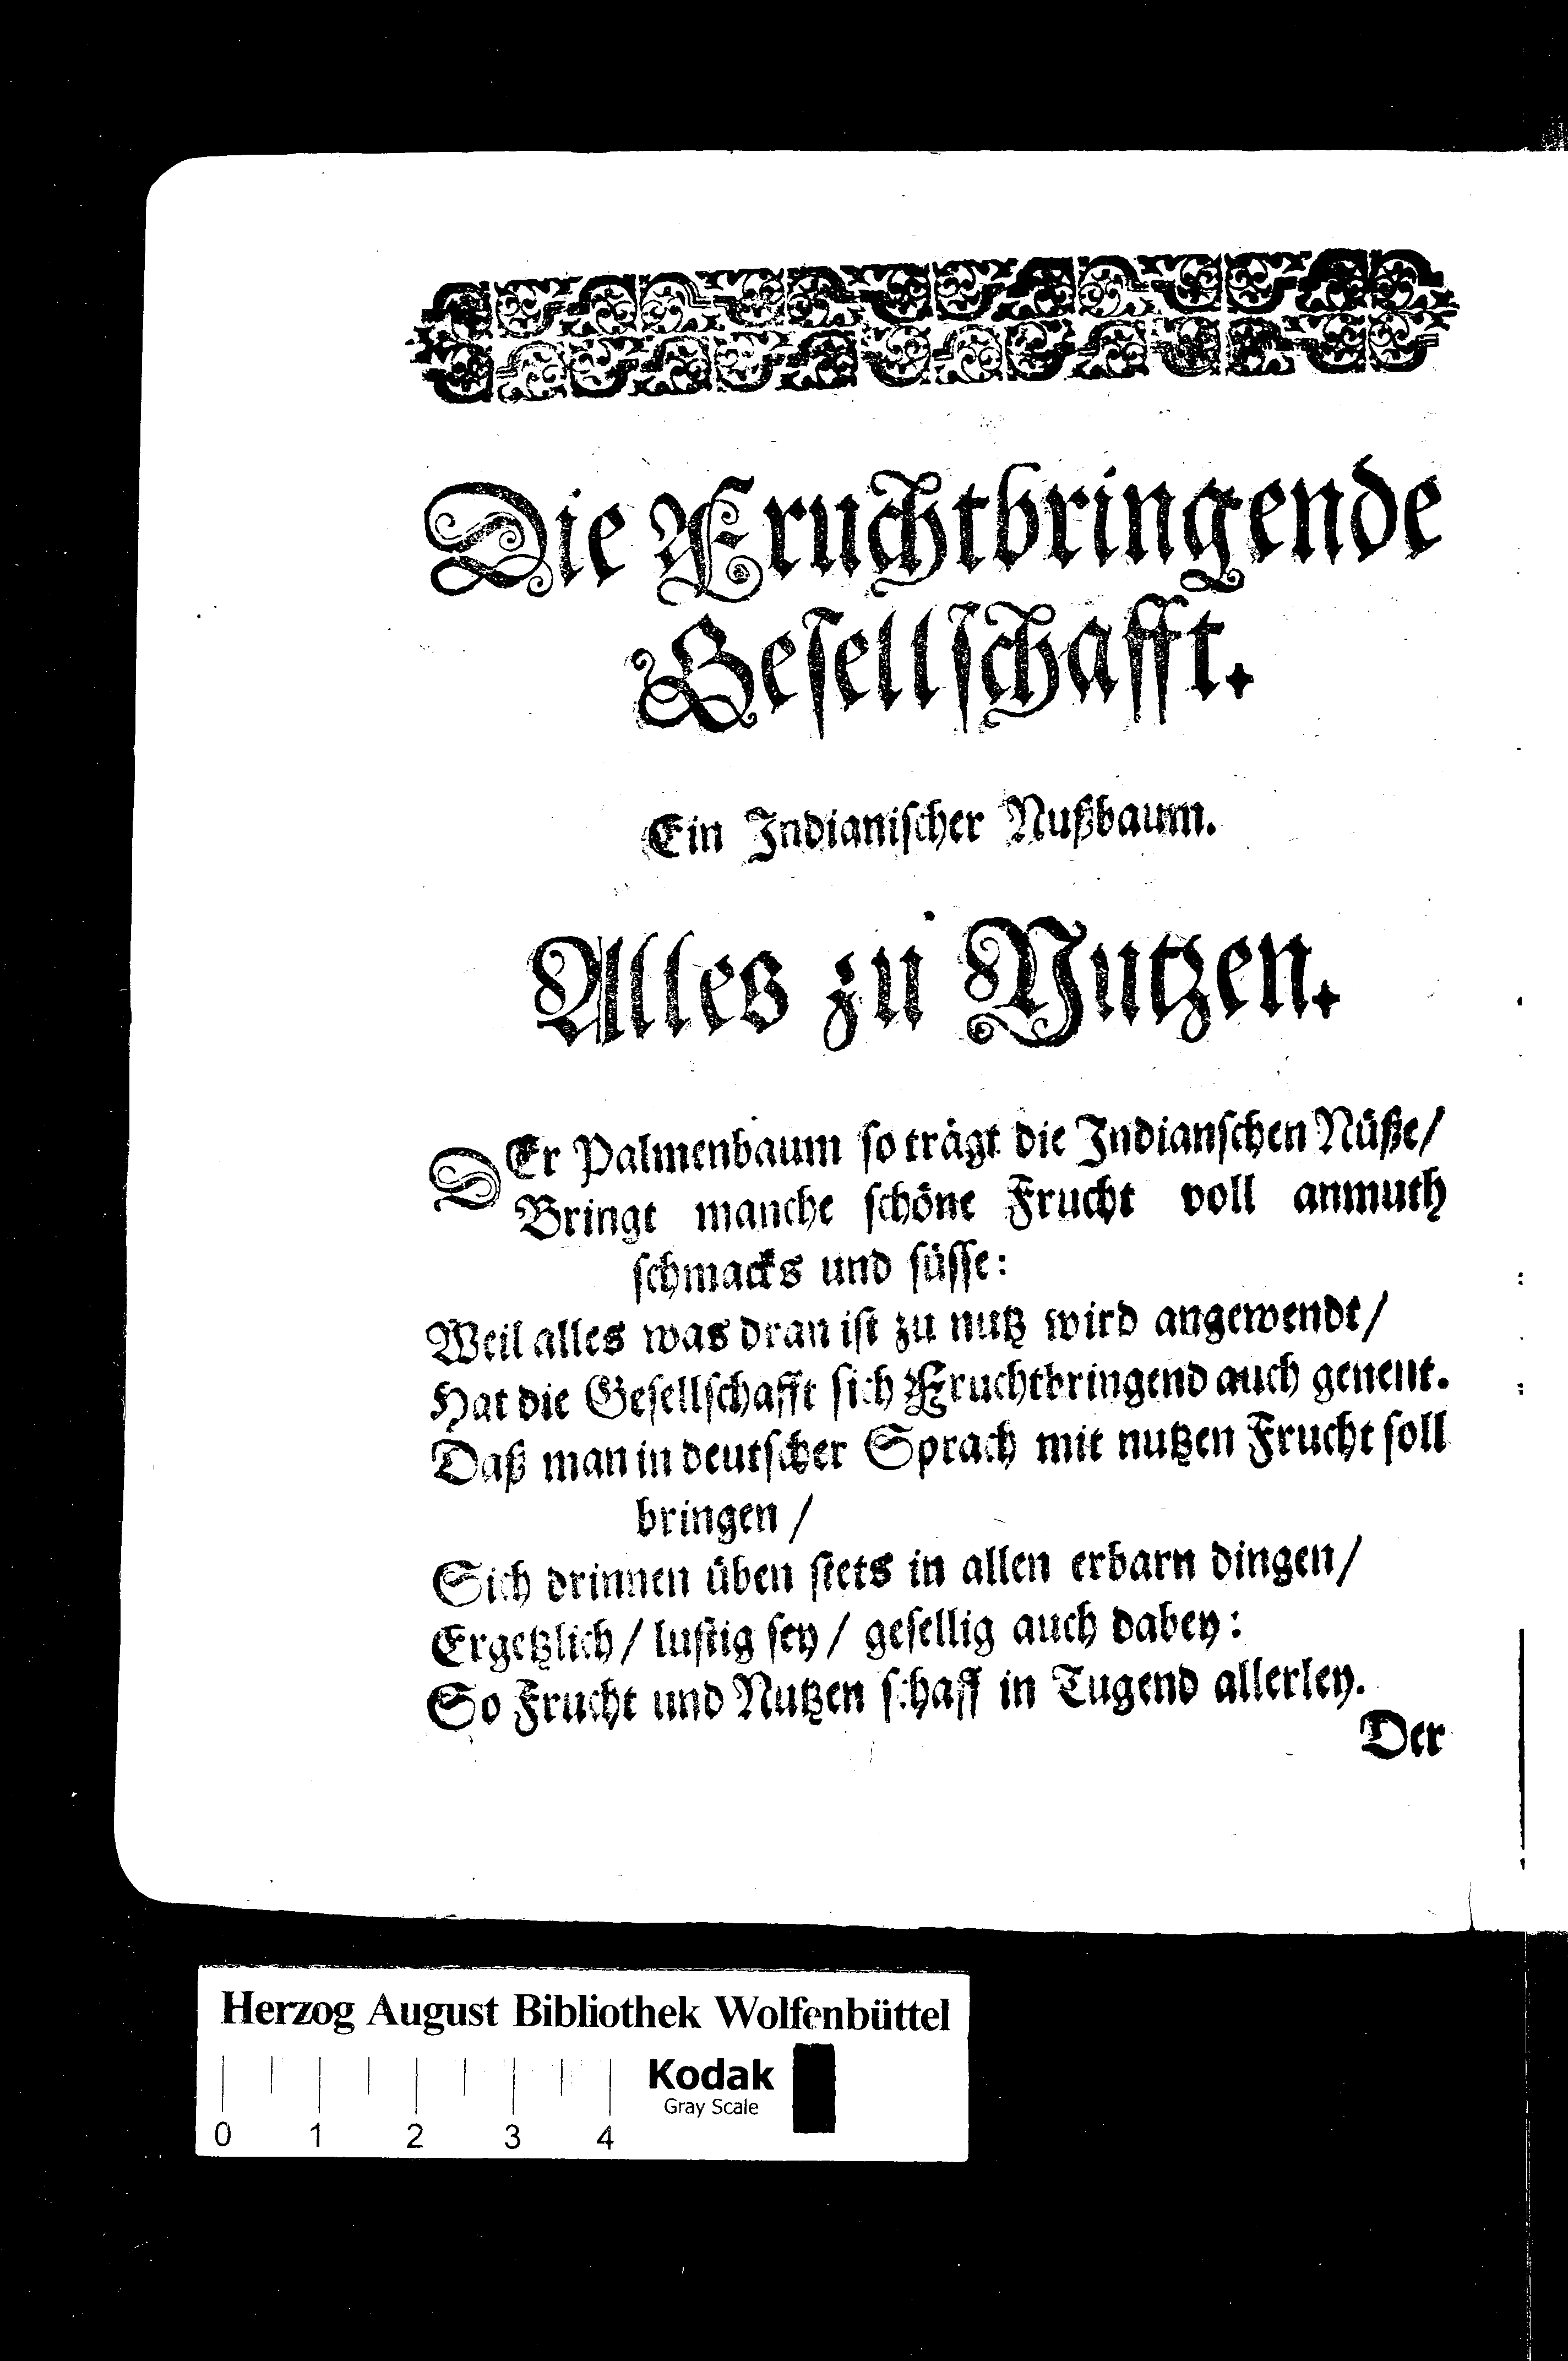 Die Fruchtbringende
Gesellschafft.
Ein Indianischer Nußbaum.
Alles zu Nutzen.
DEr Palmenbaum so trägt die Indianschen Nüße/
Bringt manche schöne Frucht voll anmuth
schmacks und süsse:
Weil alles was dran ist zu nutz wird angewendt/
Hat die Gesellschafft sich Fruchtbringend auch genent.
Daß man in deutscher Sprach mit nutzen Frucht soll
bringen /
Sich drinnen üben stets in allen erbarn dingen/
Ergetzlich / lustig sey / gesellig auch dabey:
So Frucht und Nutzen schaff in Tugend allerley.
Der
Herzog August Bibliothek Wolfenbüttel
Kodak
Gray Scale
0 1 2 3 4